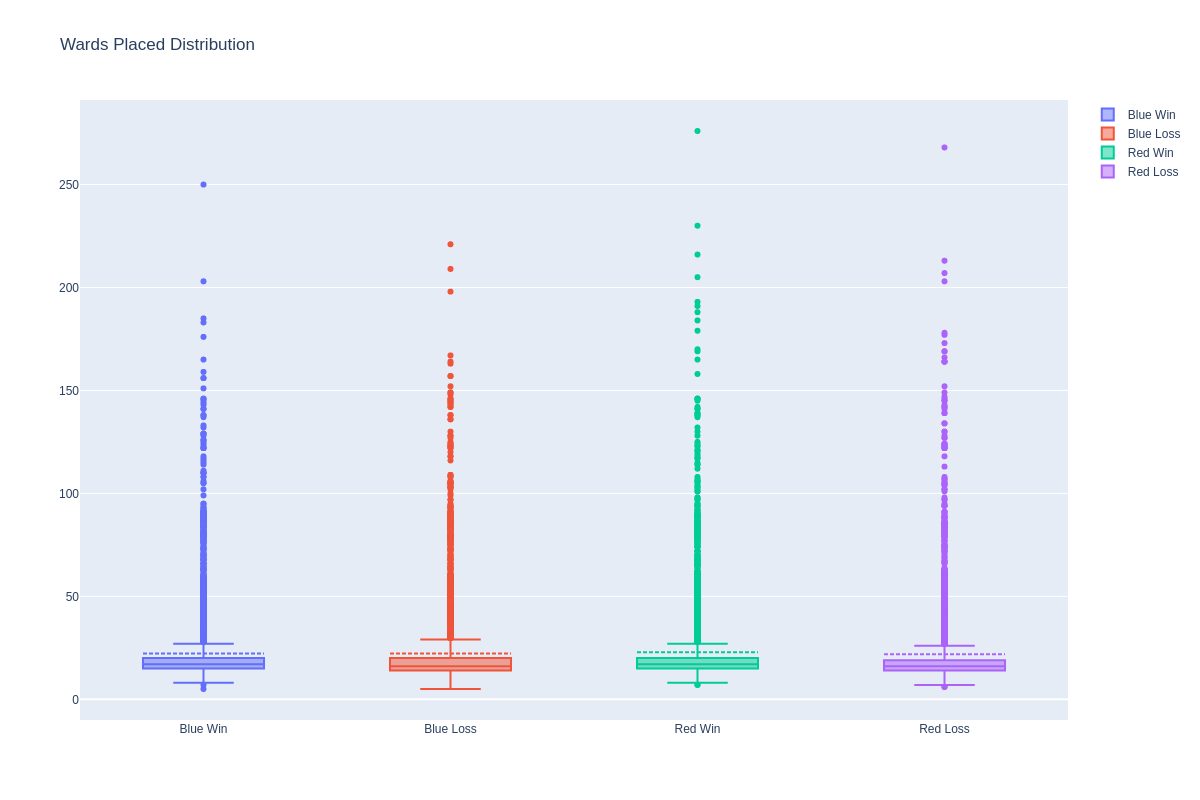 Wards Placed Distribution
Blue Win
Blue Loss
Red Win
Red Loss
250
200
150
100
50
0
Blue Win
Blue Loss
Red Win
Red Loss